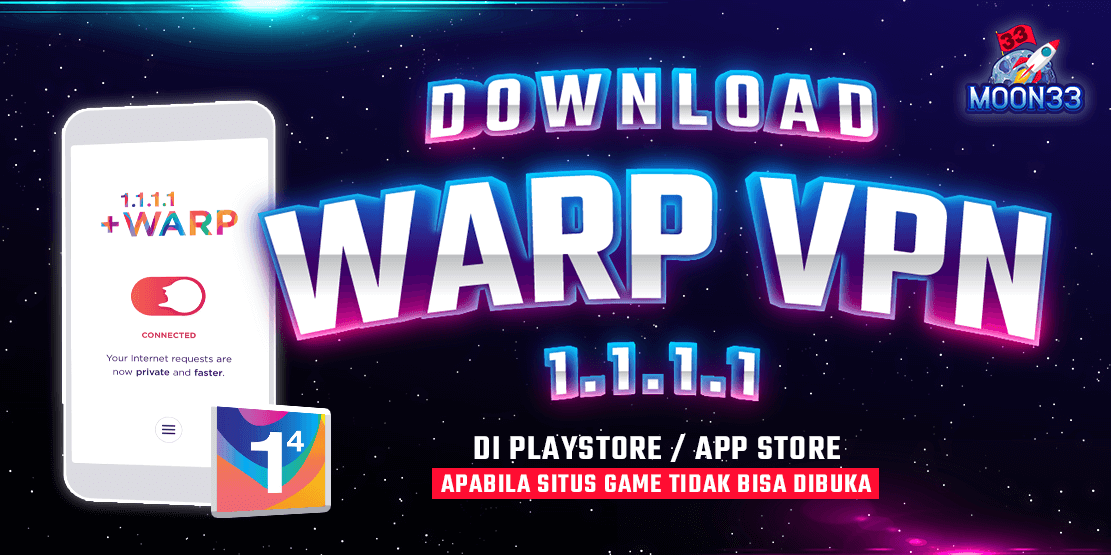 33
MOON33
DOWNLOAD
WARP VPN
1.1.1.1
DI PLAYSTORE / APP STORE
APABILA SITUS GAME TIDAK BISA DIBUKA
1.1.1.1
+WARP
CONNECTED
Your Internet requests are
now private and faster.
1⁴